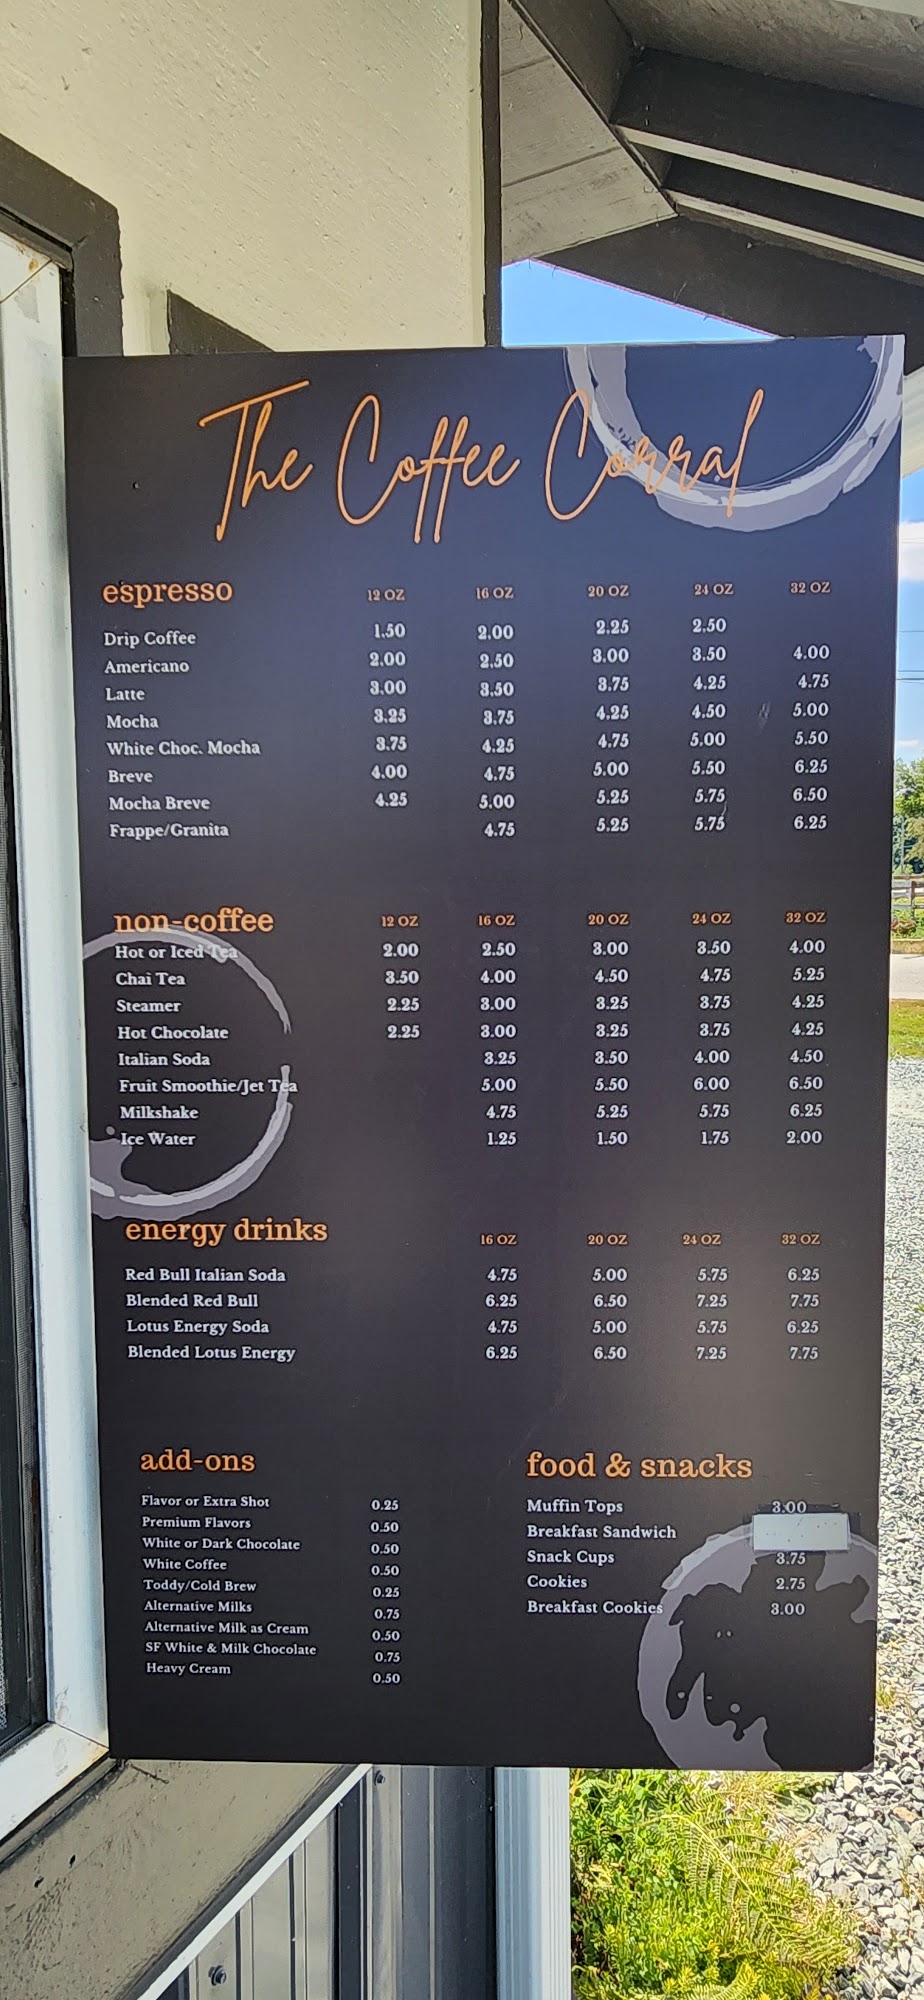 The Coffee Corral
espresso 12 OZ 16 OZ 20 OZ 24 OZ 32 OZ
Drip Coffee 1.50 2.00 2.25 2.50
Americano 2.00 2.50 3.00 3.50 4.00
Latte 3.00 3.50 3.75 4.25 4.75
Mocha 3.25 3.75 4.25 4.50 5.00
White Choc. Mocha 3.75 4.25 4.75 5.00 5.50
Breve 4.00 4.75 5.00 5.50 6.25
Mocha Breve 4.25 5.00 5.25 5.75 6.50
Frappe/Granita 4.75 5.25 5.75 6.25
non-coffee 12 OZ 16 OZ 20 OZ 24 OZ 32 OZ
Hot or Iced Tea 2.00 2.50 3.00 3.50 4.00
Chai Tea 3.50 4.00 4.50 4.75 5.25
Steamer 2.25 3.00 3.25 3.75 4.25
Hot Chocolate 2.25 3.00 3.25 3.75 4.25
Italian Soda 3.25 3.50 4.00 4.50
Fruit Smoothie/Jet Tea 5.00 5.50 6.00 6.50
Milkshake 4.75 5.25 5.75 6.25
Ice Water 1.25 1.50 1.75 2.00
energy drinks 16 OZ 20 OZ 24 OZ 32 OZ
Red Bull Italian Soda 4.75 5.00 5.75 6.25
Blended Red Bull 6.25 6.50 7.25 7.75
Lotus Energy Soda 4.75 5.00 5.75 6.25
Blended Lotus Energy 6.25 6.50 7.25 7.75
add-ons
Flavor or Extra Shot 0.25
Premium Flavors 0.50
White or Dark Chocolate 0.50
White Coffee 0.50
Toddy/Cold Brew 0.25
Alternative Milks 0.75
Alternative Milk as Cream 0.50
SF White & Milk Chocolate 0.75
Heavy Cream 0.50
food & snacks
Muffin Tops 3.00
Breakfast Sandwich
Snack Cups 3.75
Cookies 2.75
Breakfast Cookies 3.00